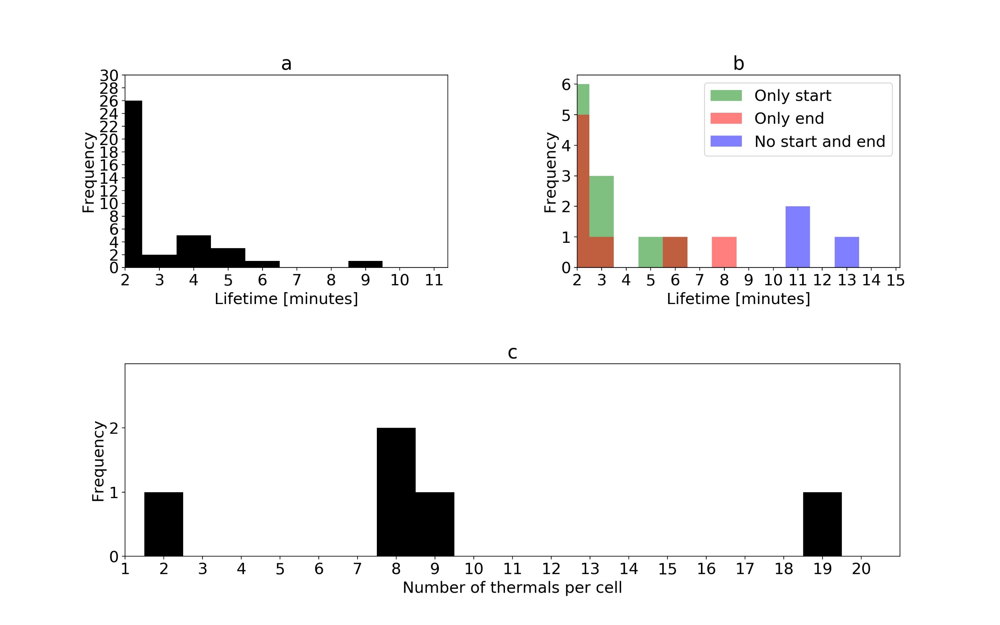 a
30
28
26
24
22
20
18
16
14
12
10
8
6
4
2
0
Frequency
2 3 4 5 6 7 8 9 10 11
Lifetime [minutes]
b
6
5
4
3
2
1
0
Frequency
Only start
Only end
No start and end
2 3 4 5 6 7 8 9 10 11 12 13 14 15
Lifetime [minutes]
c
2
1
0
Frequency
1 2 3 4 5 6 7 8 9 10 11 12 13 14 15 16 17 18 19 20
Number of thermals per cell